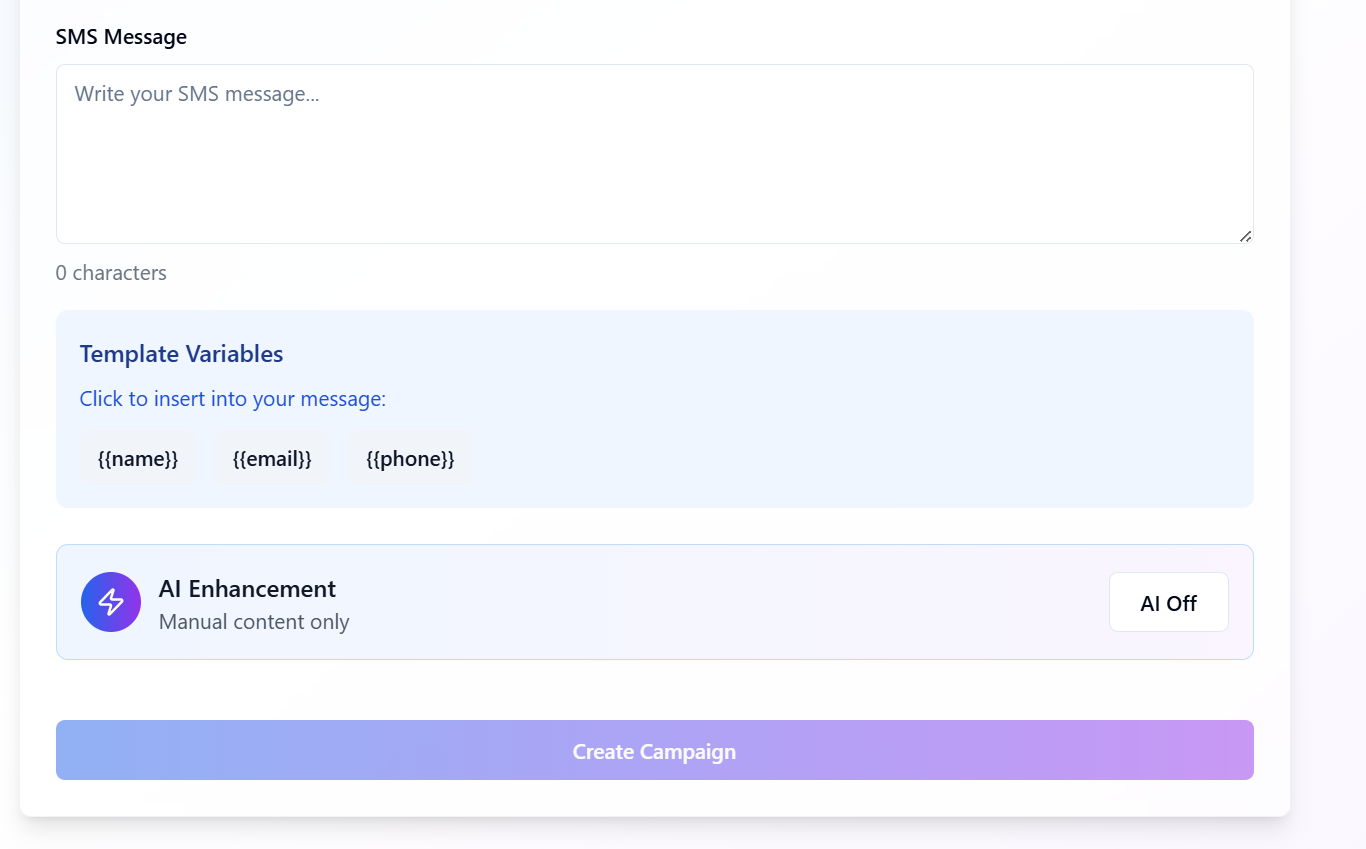 SMS Message
Write your SMS message...
0 characters
Template Variables
Click to insert into your message:
{{name}} {{email}} {{phone}}
AI Enhancement
Manual content only
AI Off
Create Campaign